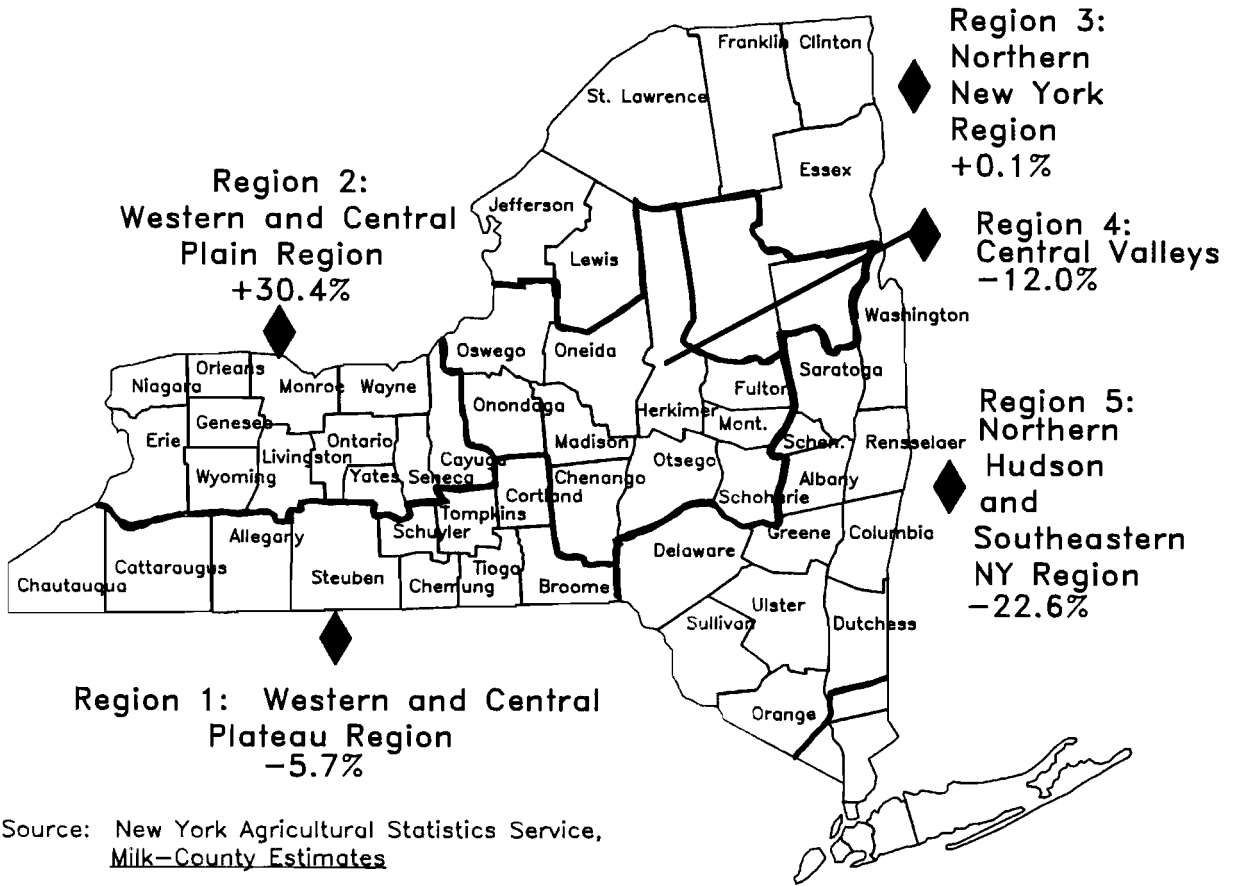 Region 3:
Northern
New York
Region
+0.1%
Region 2:
Western and Central
Plain Region
+30.4%
Region 4:
Central Valleys
−12.0%
Region 5:
Northern
Hudson
and
Southeastern
NY Region
−22.6%
Franklin
Clinton
St. Lawrence
Essex
Jefferson
Lewis
Washington
Oswego
Oneida
Saratoga
Orleans
Niagara
Monroe
Wayne
Fulton
Onondaga
Herkimer
Mont.
Genesee
Erie
Ontario
Livingston
Madison
Schen.
Rensselaer
Wyoming
Yates
Seneca
Cayuga
Cortland
Chenango
Otsego
Albany
Schoharie
Tompkins
Allegany
Schuyler
Delaware
Greene
Columbia
Chautauqua
Cattaraugus
Steuben
Chemung
Tioga
Broome
Ulster
Sullivan
Dutchess
Orange
Region 1: Western and Central
Plateau Region
−5.7%
Source: New York Agricultural Statistics Service,
Milk−County Estimates